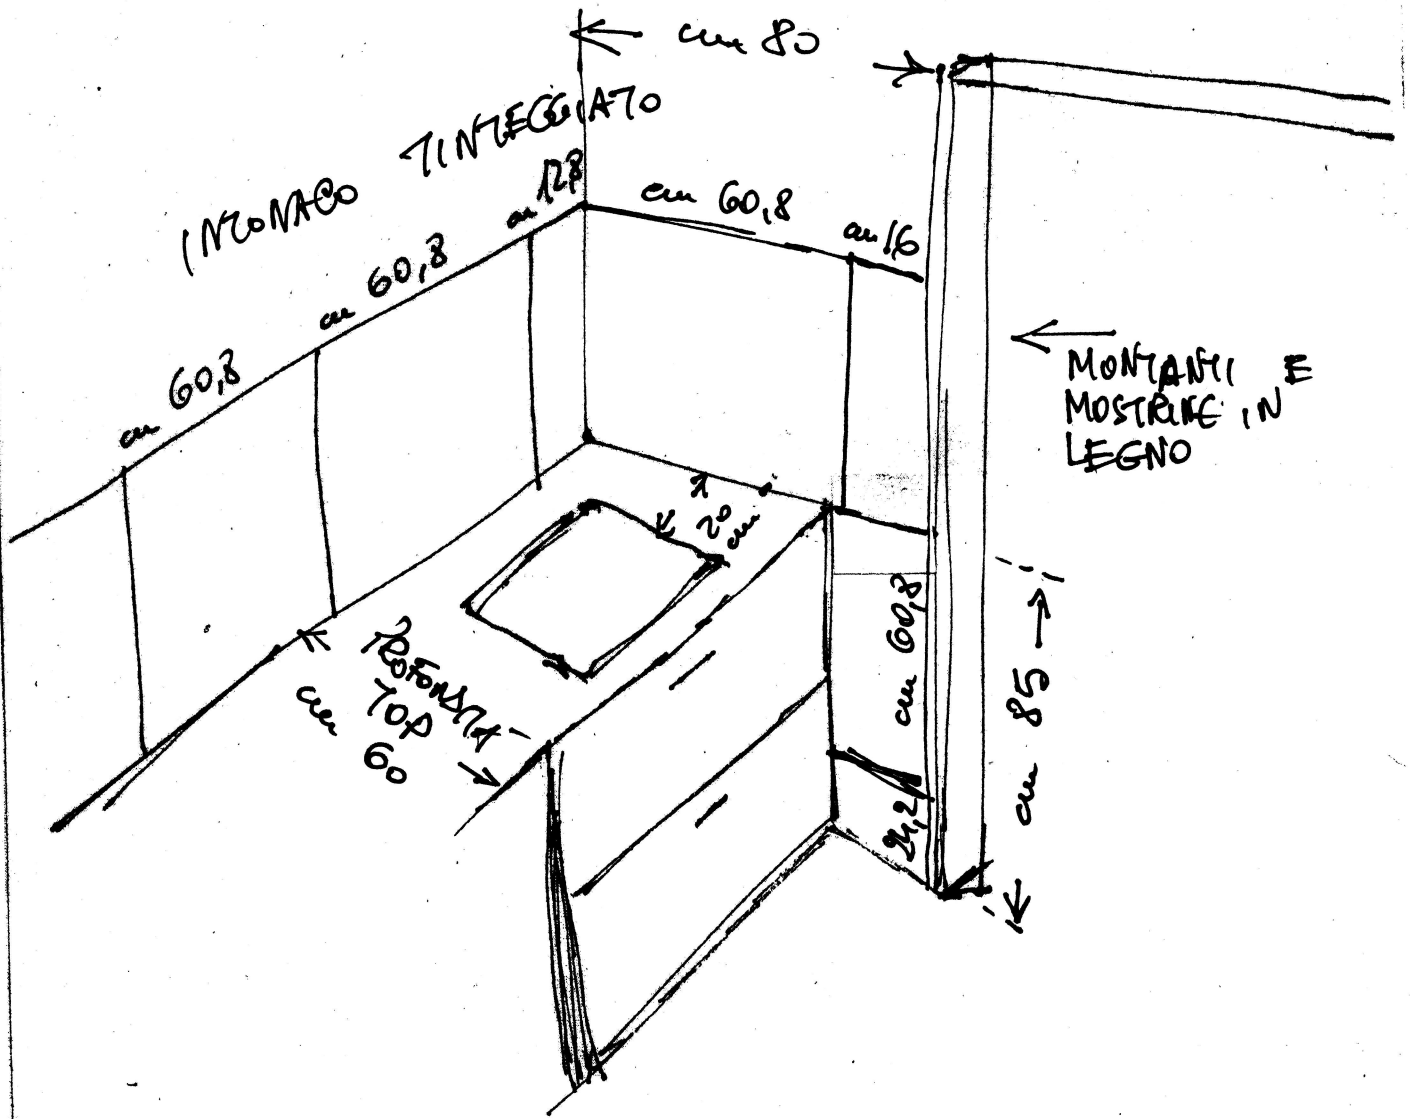 cm 80
INTONACO TINTEGGIATO
cm 128
cm 60,8
cm 16
cm 60,8
cm 60,8
MONTANTI E
MOSTRINE IN
LEGNO
20
cm
PROFONDITA'
TOP
cm 60
cm 60,8
cm 85
24,2